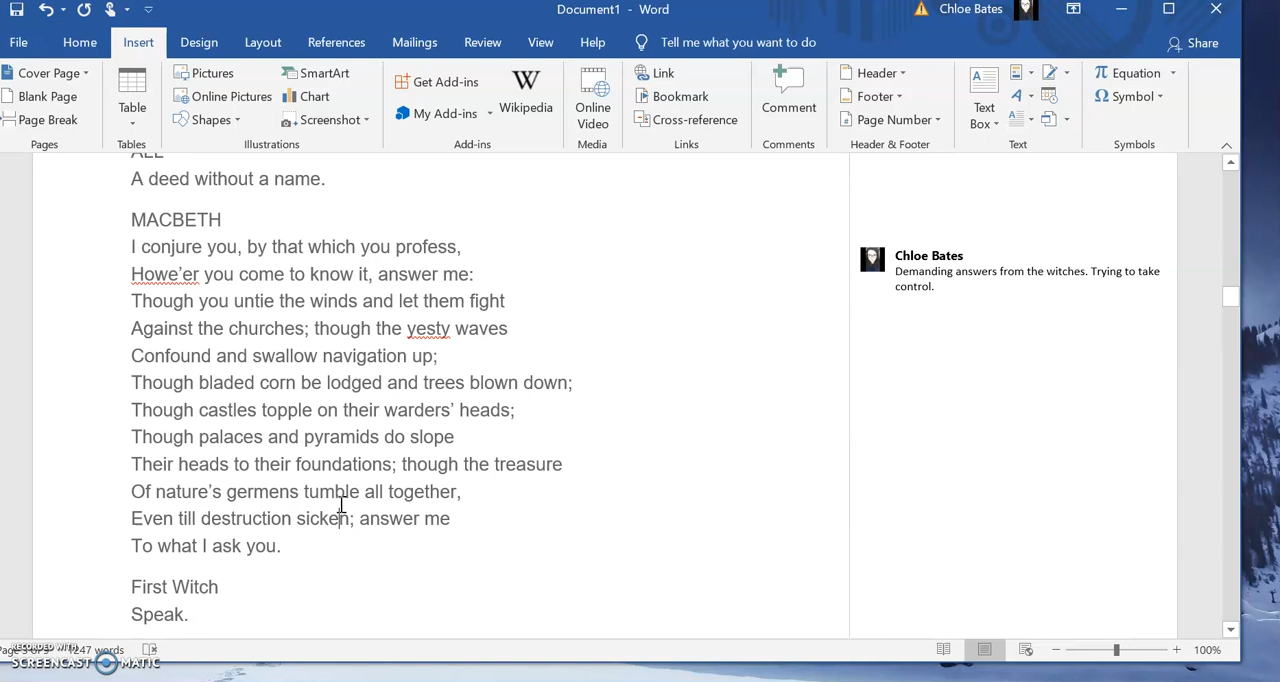 Document1 - Word
Chloe Bates
File Home Insert Design Layout References Mailings Review View Help Tell me what you want to do Share
Cover Page
Blank Page
Page Break
Pages
Table
Tables
Pictures
Online Pictures
Shapes
SmartArt
Chart
Screenshot
Illustrations
Get Add-ins
My Add-ins
Wikipedia
Add-ins
Online Video
Media
Link
Bookmark
Cross-reference
Links
Comment
Comments
Header
Footer
Page Number
Header & Footer
Text Box
Text
Equation
Symbol
Symbols
ALL
A deed without a name.
MACBETH
I conjure you, by that which you profess,
Howe’er you come to know it, answer me:
Though you untie the winds and let them fight
Against the churches; though the yesty waves
Confound and swallow navigation up;
Though bladed corn be lodged and trees blown down;
Though castles topple on their warders’ heads;
Though palaces and pyramids do slope
Their heads to their foundations; though the treasure
Of nature’s germens tumble all together,
Even till destruction sicken; answer me
To what I ask you.
First Witch
Speak.
Chloe Bates
Demanding answers from the witches. Trying to take
control.
1247 words
100%
RECORDED WITH
SCREENCAST MATIC